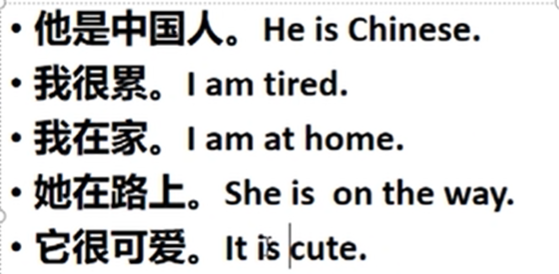 • 他是中国人。He is Chinese.
• 我很累。I am tired.
• 我在家。I am at home.
• 她在路上。She is  on the way.
• 它很可爱。It is cute.